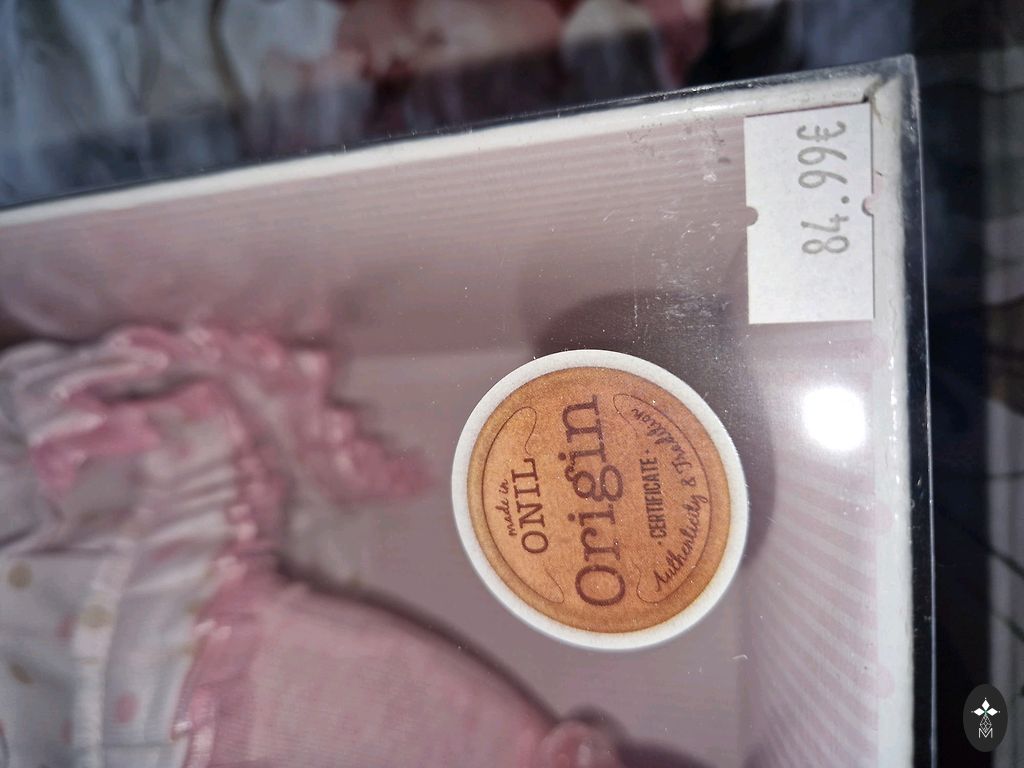 84.99€
made in
ONIL
Origin
· CERTIFICATE ·
Authenticity & Tradition
M